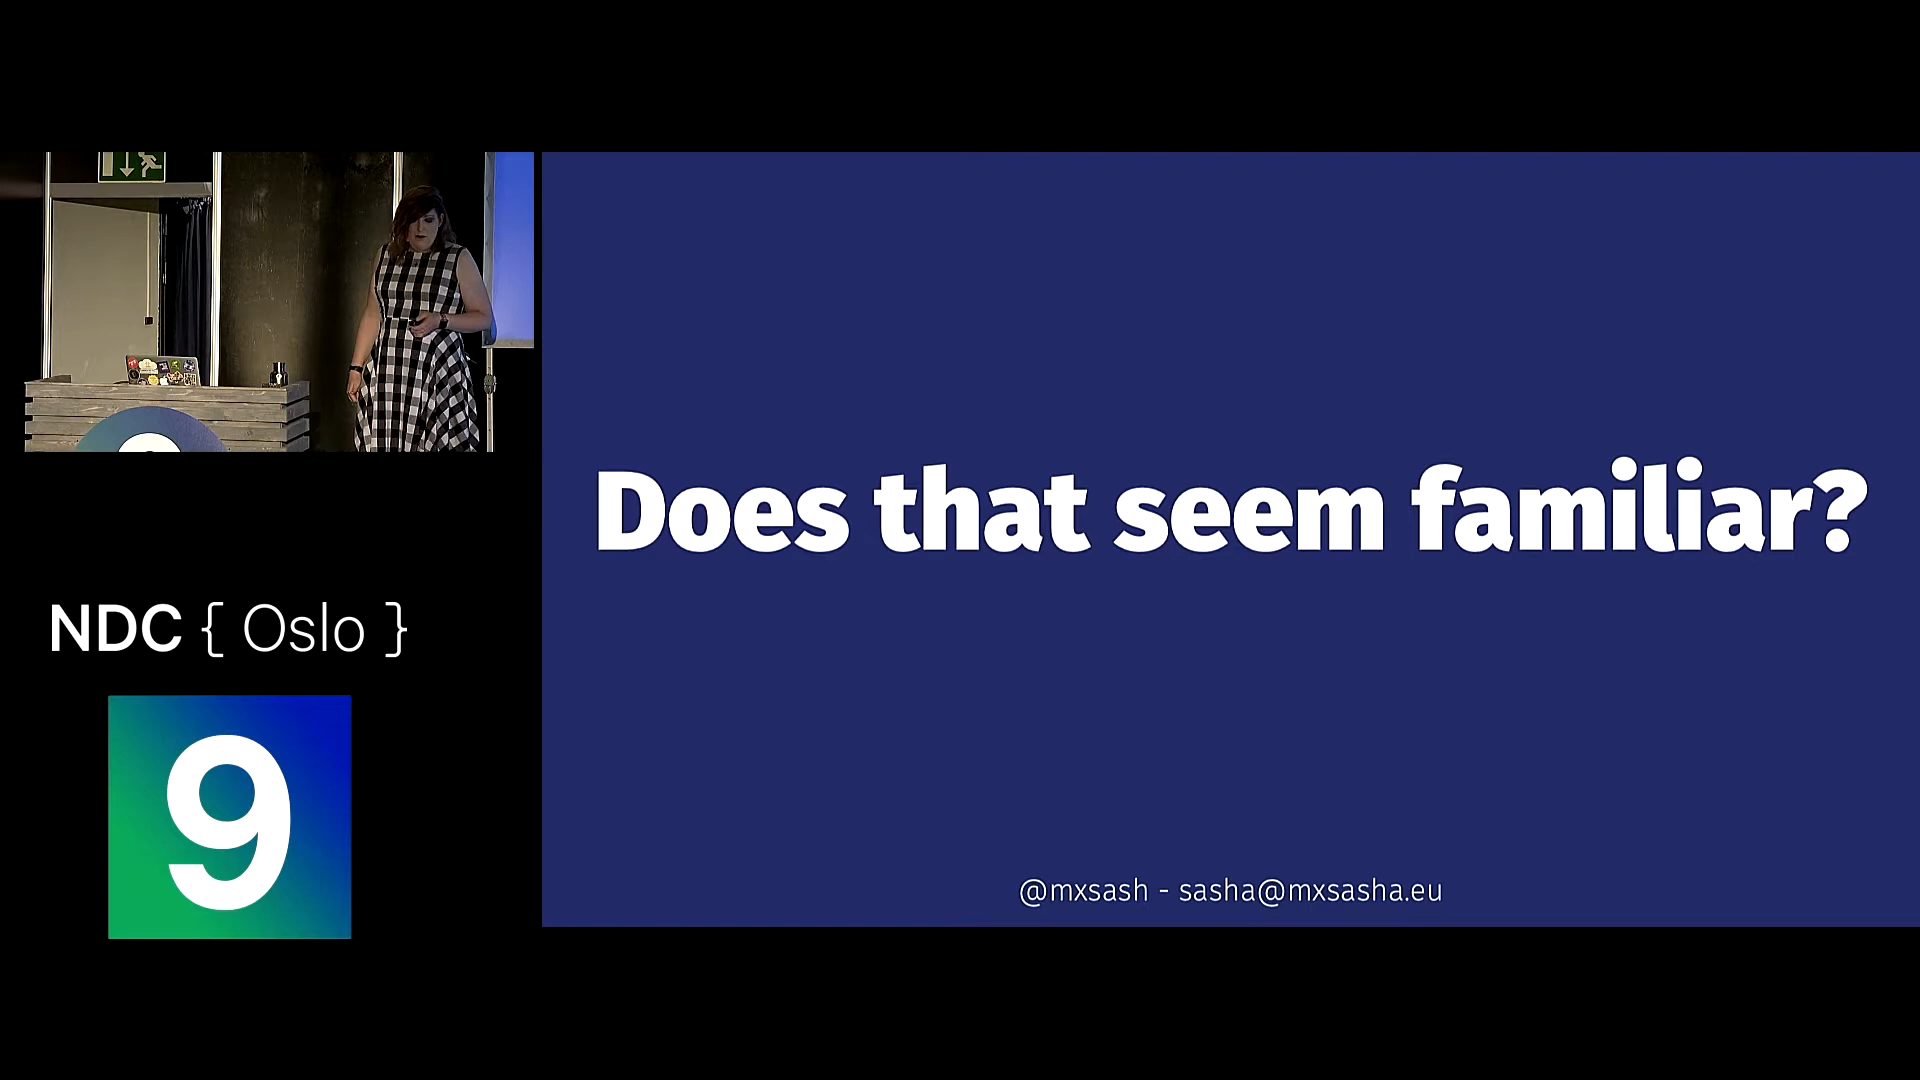 Does that seem familiar?
@mxsash - sasha@mxsasha.eu
NDC { Oslo }
9